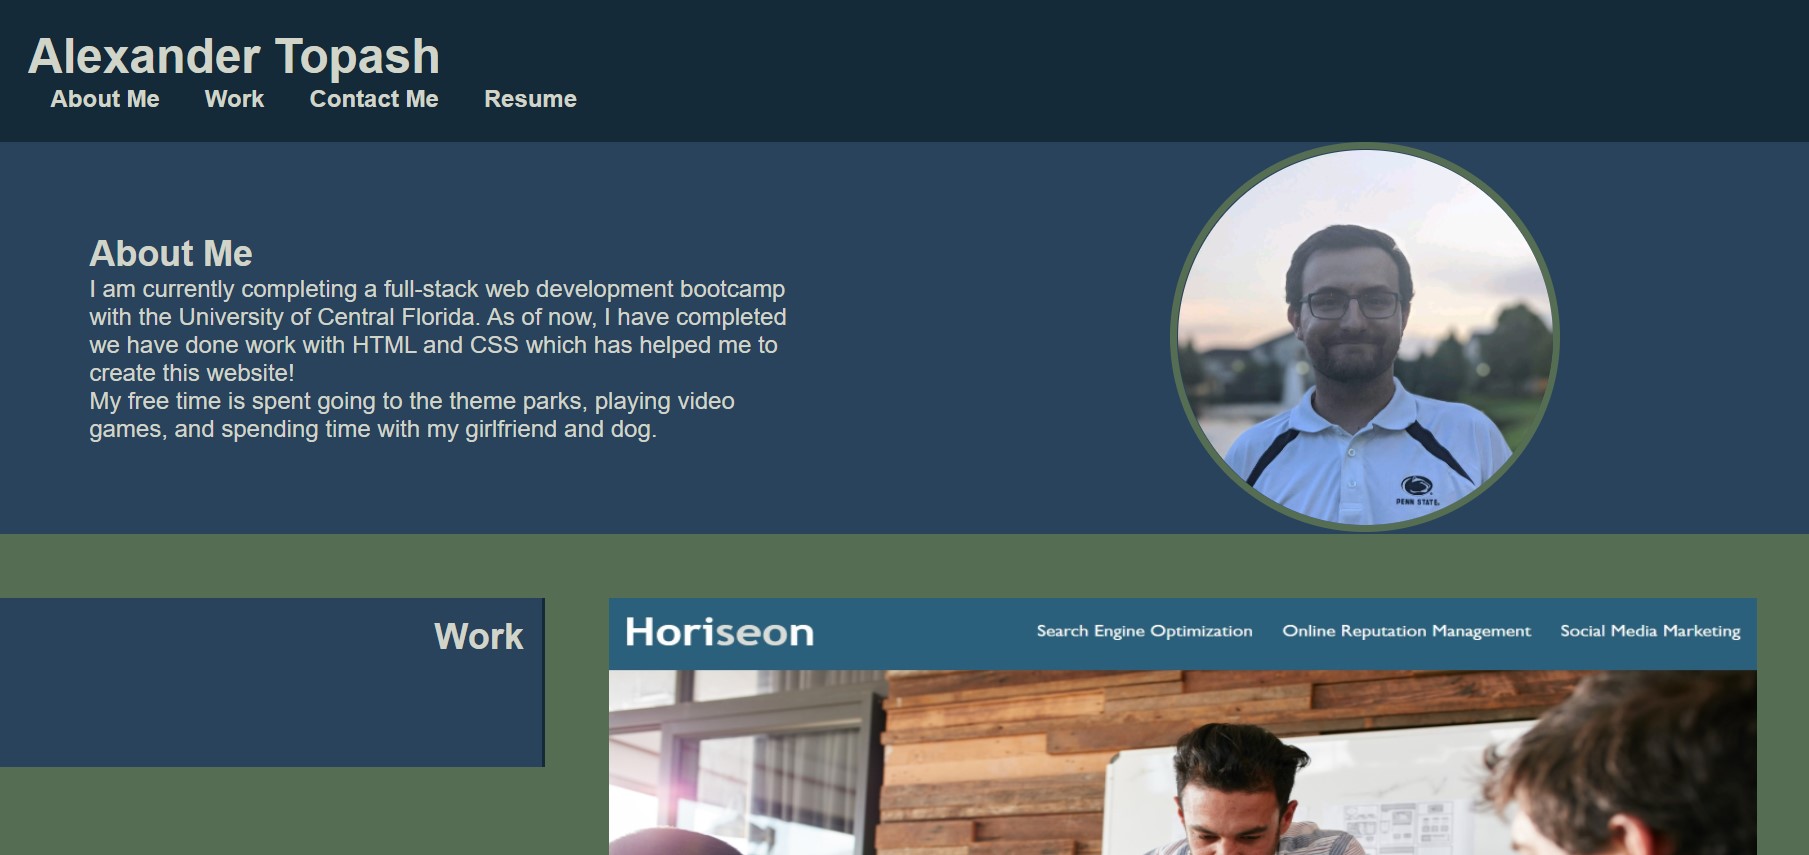 Alexander Topash
About Me Work Contact Me Resume
About Me
I am currently completing a full-stack web development bootcamp
with the University of Central Florida. As of now, I have completed
we have done work with HTML and CSS which has helped me to
create this website!
My free time is spent going to the theme parks, playing video
games, and spending time with my girlfriend and dog.
PENN STATE
Work
Horiseon Search Engine Optimization Online Reputation Management Social Media Marketing